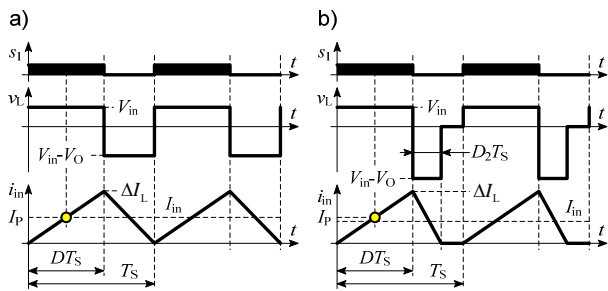 a)
s1
t
vL
Vin
t
Vin-VO
iin
ΔIL
IP
Iin
t
DTS
TS
b)
s1
t
vL
Vin
t
D2TS
Vin-VO
iin
ΔIL
IP
Iin
t
DTS
TS